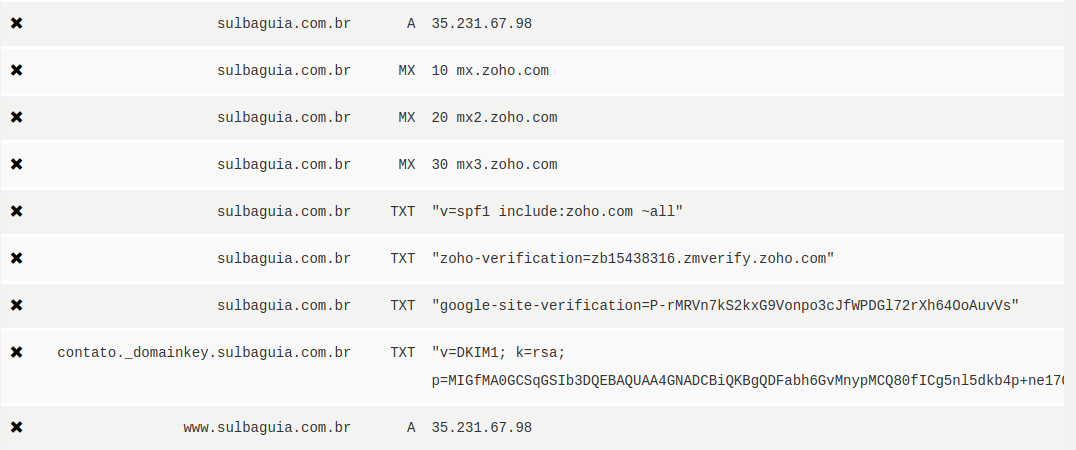 ✖ sulbaguia.com.br A 35.231.67.98
✖ sulbaguia.com.br MX 10 mx.zoho.com
✖ sulbaguia.com.br MX 20 mx2.zoho.com
✖ sulbaguia.com.br MX 30 mx3.zoho.com
✖ sulbaguia.com.br TXT "v=spf1 include:zoho.com ~all"
✖ sulbaguia.com.br TXT "zoho-verification=zb15438316.zmverify.zoho.com"
✖ sulbaguia.com.br TXT "google-site-verification=P-rMRVn7kS2kxG9Vonpo3cJfWPDGl72rXh64OoAuvVs"
✖ contato._domainkey.sulbaguia.com.br TXT "v=DKIM1; k=rsa;
p=MIGfMA0GCSqGSIb3DQEBAQUAA4GNADCBiQKBgQDFabh6GvMnypMCQ80fICg5nl5dkb4p+ne17
✖ www.sulbaguia.com.br A 35.231.67.98